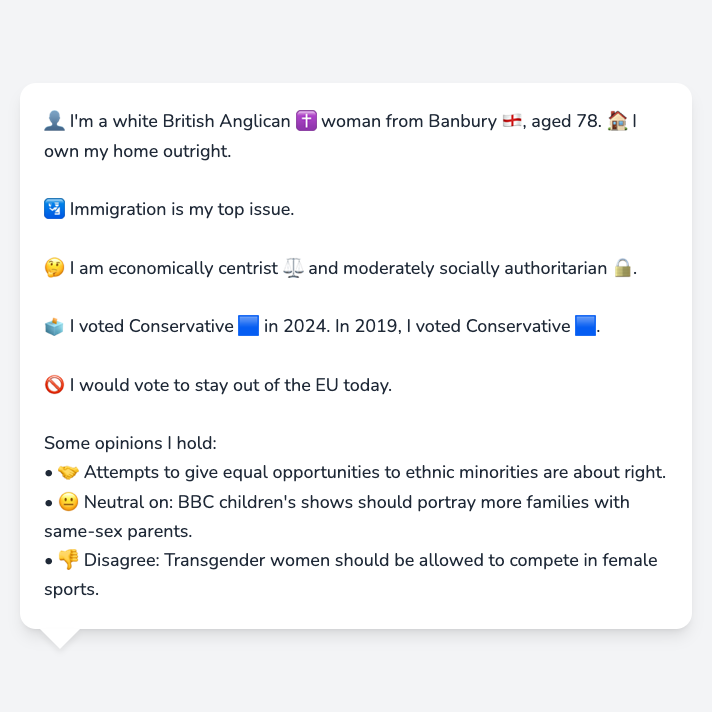 👤 I'm a white British Anglican ✝️ woman from Banbury 🏴󠁧󠁢󠁥󠁮󠁧󠁿, aged 78. 🏠 I
own my home outright.
🛂 Immigration is my top issue.
🤔 I am economically centrist ⚖️ and moderately socially authoritarian 🔒.
🗳️ I voted Conservative 🟦 in 2024. In 2019, I voted Conservative 🟦.
🚫 I would vote to stay out of the EU today.
Some opinions I hold:
• 🤝 Attempts to give equal opportunities to ethnic minorities are about right.
• 😐 Neutral on: BBC children's shows should portray more families with
same-sex parents.
• 👎 Disagree: Transgender women should be allowed to compete in female
sports.